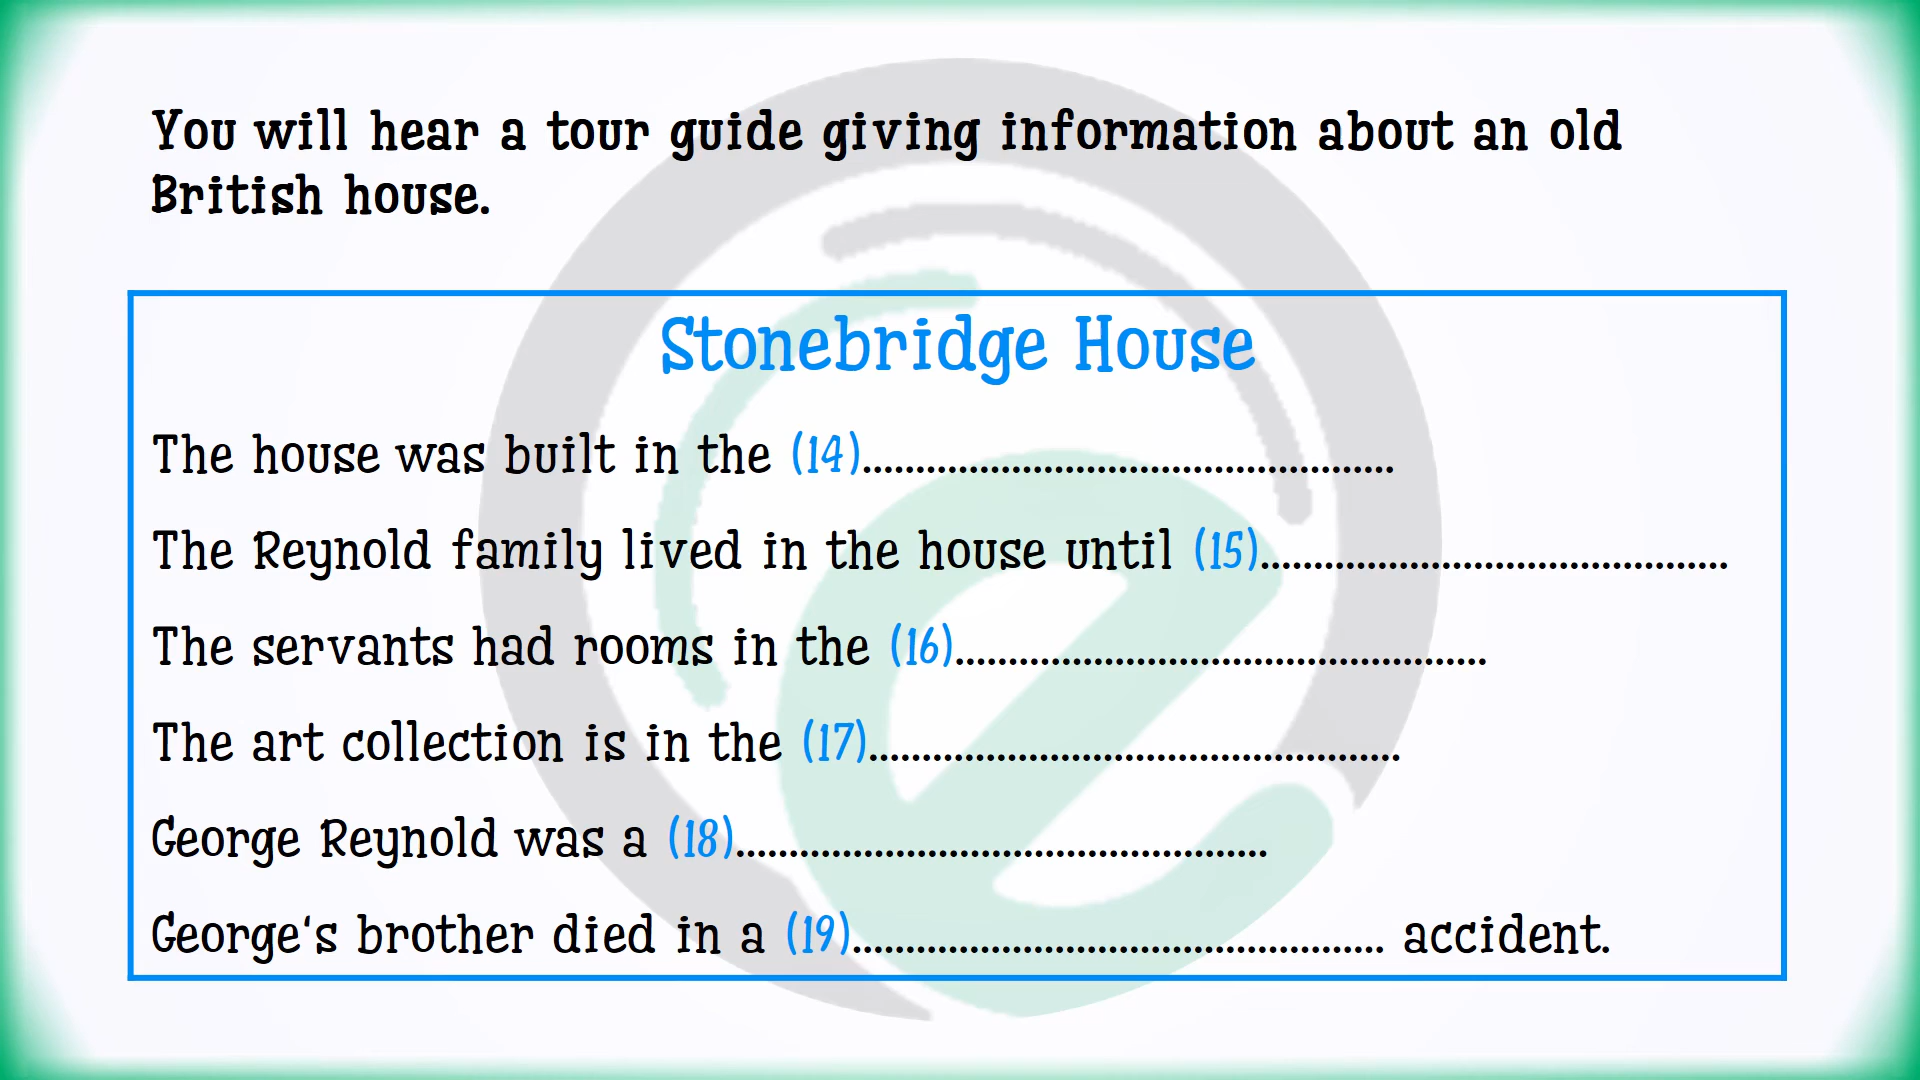 You will hear a tour guide giving information about an old
British house.
Stonebridge House
The house was built in the (14)..................................................
The Reynold family lived in the house until (15)............................................
The servants had rooms in the (16)..................................................
The art collection is in the (17)..................................................
George Reynold was a (18)..................................................
George's brother died in a (19).................................................. accident.